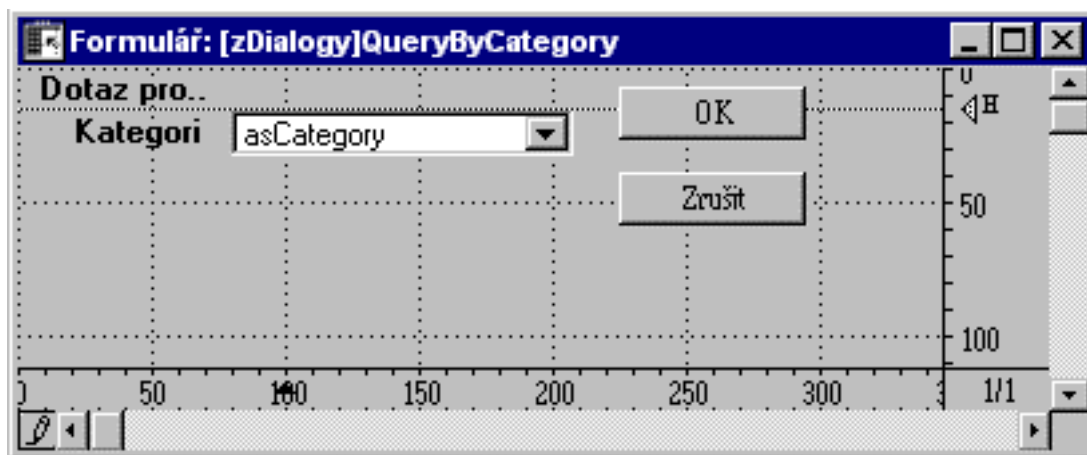 Formulář: [zDialogy]QueryByCategory
Dotaz pro..
Kategori asCategory
OK
Zrušit
0
H
50
100
0 50 100 150 200 250 300 3
1/1